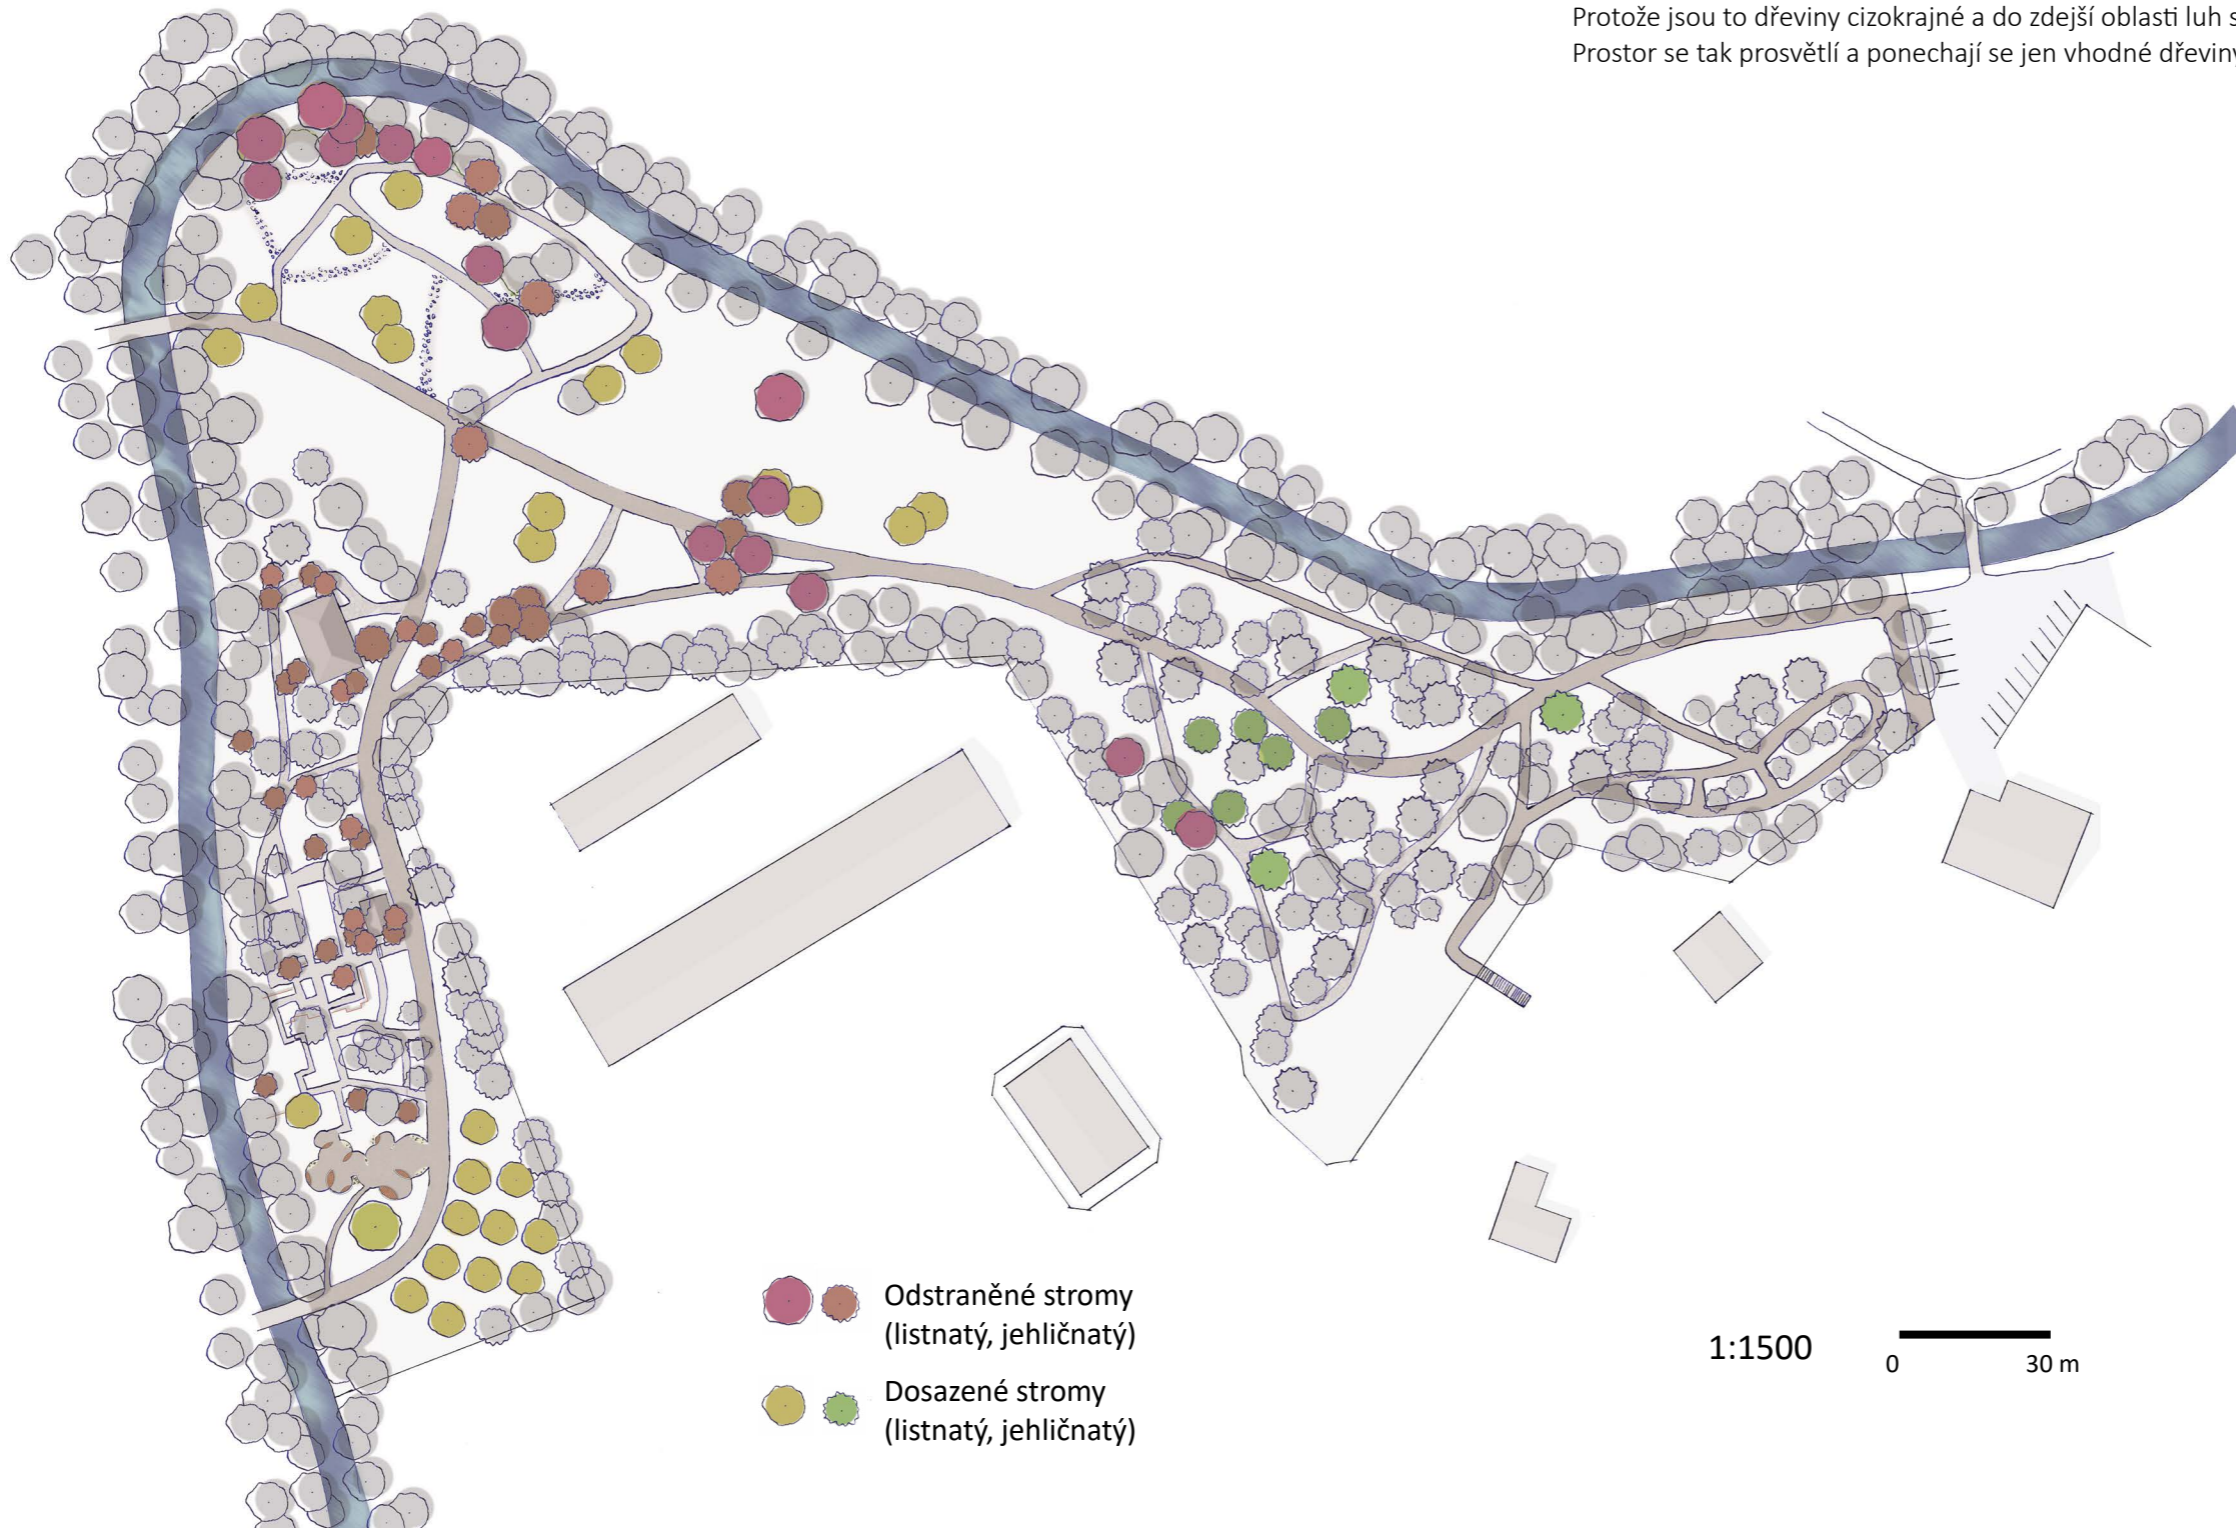 Protože jsou to dřeviny cizokrajné a do zdejší oblasti luh
Prostor se tak prosvětlí a ponechají se jen vhodné dřeviny
Odstraněné stromy
(listnatý, jehličnatý)
Dosazené stromy
(listnatý, jehličnatý)
1:1500
0 30 m